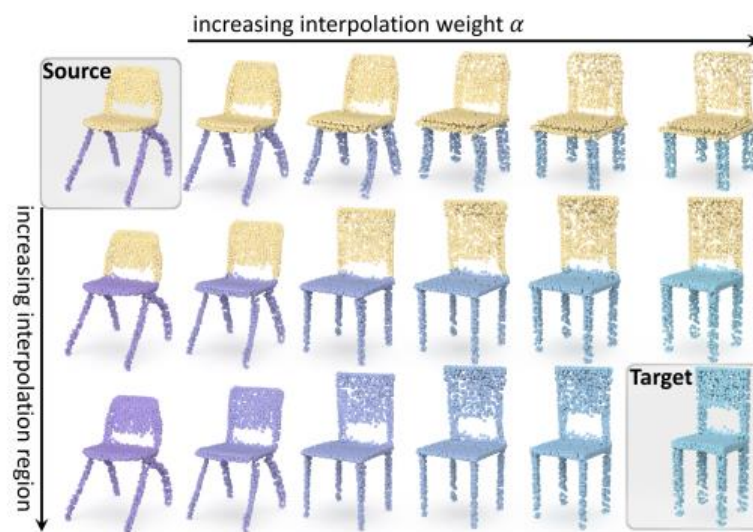 increasing interpolation weight α
Source
increasing interpolation region
Target